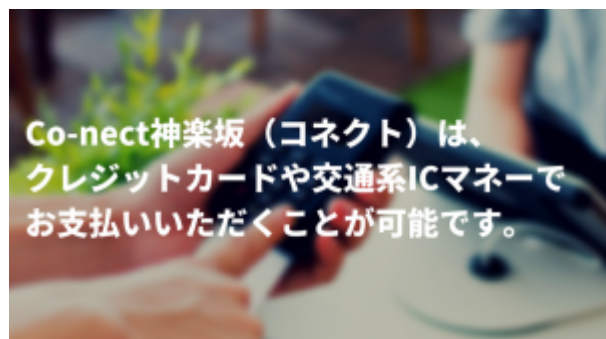 Co-nect神楽坂（コネクト）は、
クレジットカードや交通系ICマネーで
お支払いいただくことが可能です。